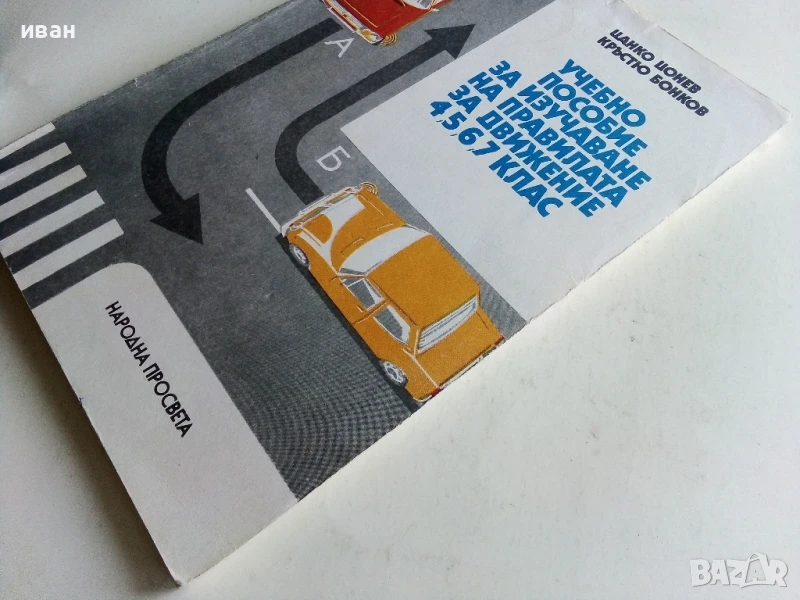 иван
ЦАНКО ЦОНЕВ
КРЪСТЮ БОНКОВ
УЧЕБНО
ПОСОБИЕ
ЗА ИЗУЧАВАНЕ
НА ПРАВИЛАТА
ЗА ДВИЖЕНИЕ
4,5,6,7 КЛАС
А
Б
НАРОДНА ПРОСВЕТА
BAZAR